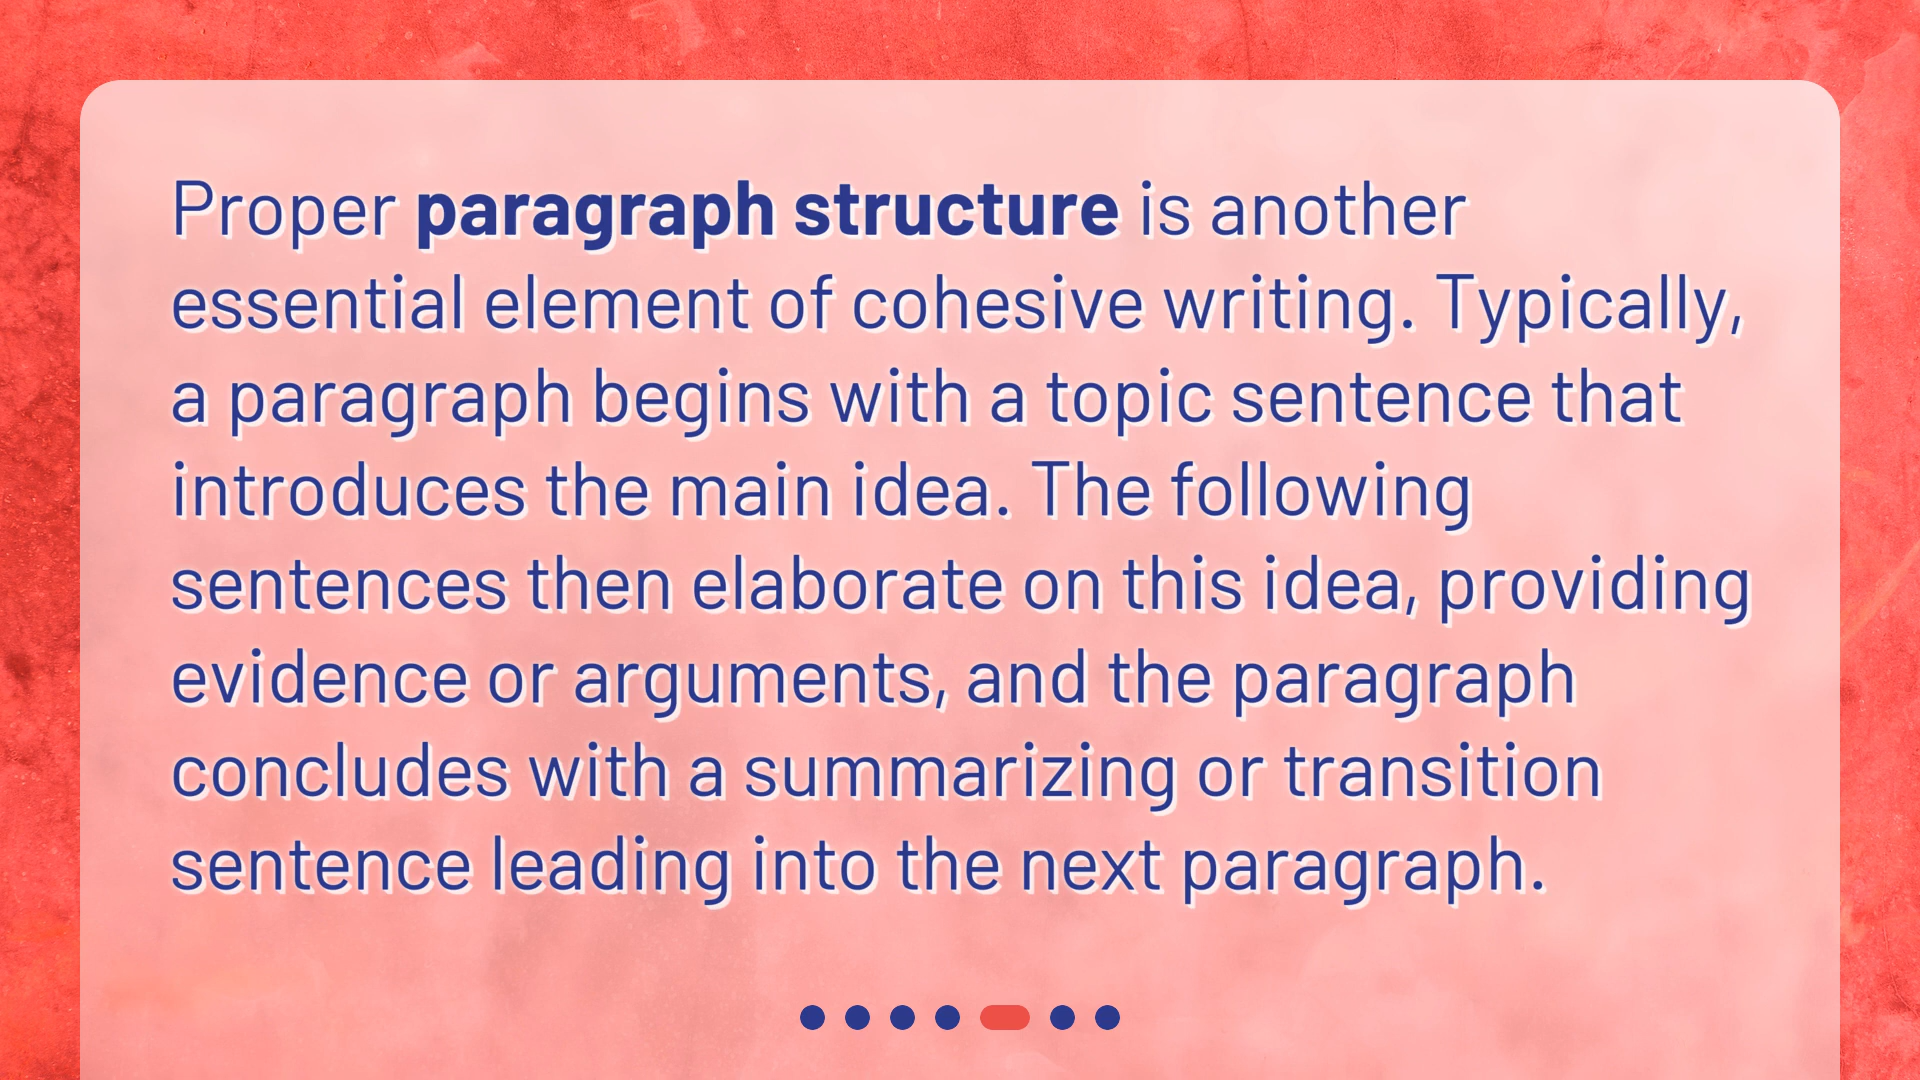 Proper paragraph structure is another
essential element of cohesive writing. Typically,
a paragraph begins with a topic sentence that
introduces the main idea. The following
sentences then elaborate on this idea, providing
evidence or arguments, and the paragraph
concludes with a summarizing or transition
sentence leading into the next paragraph.